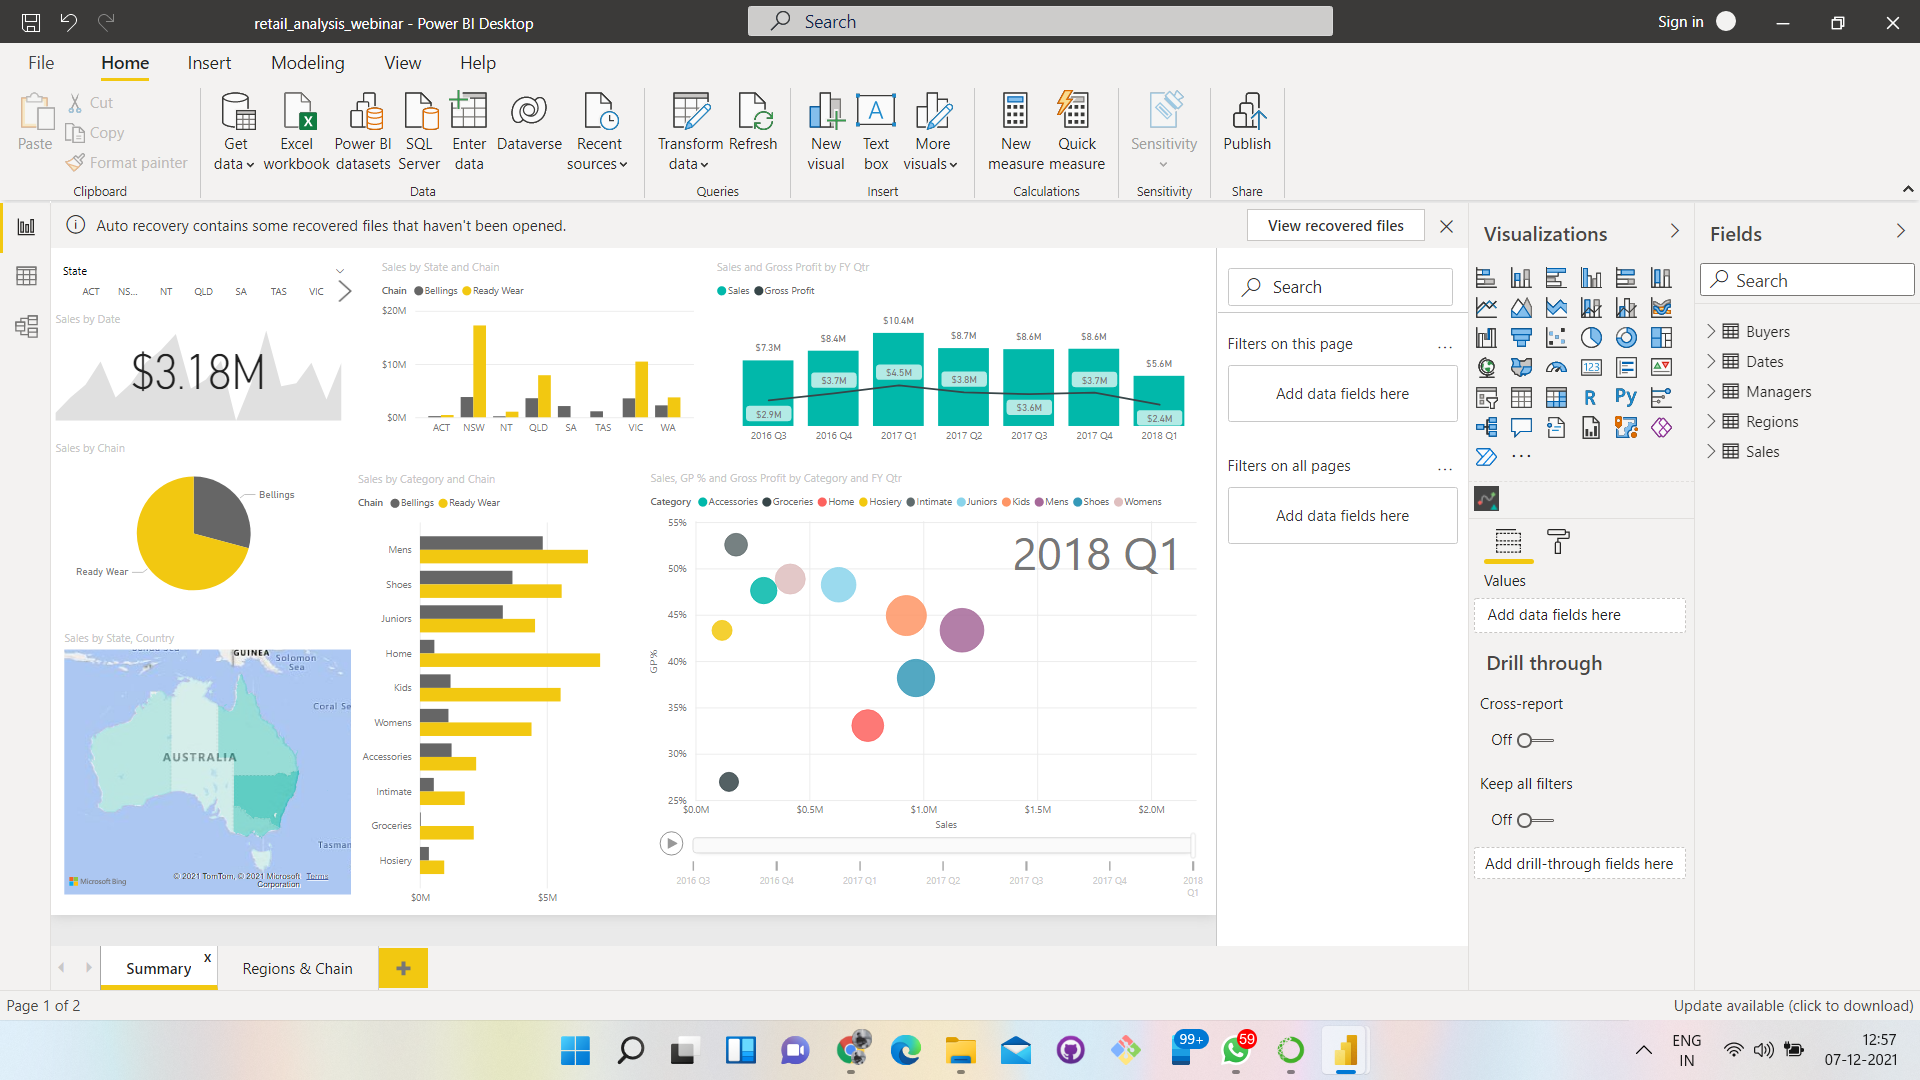 retail_analysis_webinar - Power BI Desktop
Search
Sign in
File Home Insert Modeling View Help
Paste
Cut
Copy
Format painter
Clipboard
Get data
Excel workbook
Power BI datasets
SQL Server
Enter data
Dataverse
Recent sources
Data
Transform data
Refresh
Queries
New visual
Text box
More visuals
Insert
New measure
Quick measure
Calculations
Sensitivity
Sensitivity
Publish
Share
Auto recovery contains some recovered files that haven't been opened.
View recovered files
State
ACT NS... NT QLD SA TAS VIC
Sales by Date
$3.18M
Sales by Chain
Bellings
Ready Wear
Sales by State, Country
GUINEA
Solomon
Sea
Coral Se
AUSTRALIA
Tasman
Microsoft Bing
© 2021 TomTom, © 2021 Microsoft Corporation Terms
Sales by State and Chain
Chain Bellings Ready Wear
$20M
$10M
$0M
ACT NSW NT QLD SA TAS VIC WA
Sales and Gross Profit by FY Qtr
Sales Gross Profit
$7.3M $8.4M $10.4M $8.7M $8.6M $8.6M $5.6M
$2.9M $3.7M $4.5M $3.8M $3.6M $3.7M $2.4M
2016 Q3 2016 Q4 2017 Q1 2017 Q2 2017 Q3 2017 Q4 2018 Q1
Sales by Category and Chain
Chain Bellings Ready Wear
Mens
Shoes
Juniors
Home
Kids
Womens
Accessories
Intimate
Groceries
Hosiery
$0M $5M
Sales, GP % and Gross Profit by Category and FY Qtr
Category Accessories Groceries Home Hosiery Intimate Juniors Kids Mens Shoes Womens
2018 Q1
GP%
55%
50%
45%
40%
35%
30%
25%
$0.0M $0.5M $1.0M $1.5M $2.0M
Sales
2016 Q3 2016 Q4 2017 Q1 2017 Q2 2017 Q3 2017 Q4 2018 Q1
Search
Filters on this page ...
Add data fields here
Filters on all pages ...
Add data fields here
Visualizations
123
R
Py
...
Values
Add data fields here
Drill through
Cross-report
Off
Keep all filters
Off
Add drill-through fields here
Fields
Search
Buyers
Dates
Managers
Regions
Sales
Summary x
Regions & Chain
+
Page 1 of 2
Update available (click to download)
99+
59
ENG
IN
12:57
07-12-2021